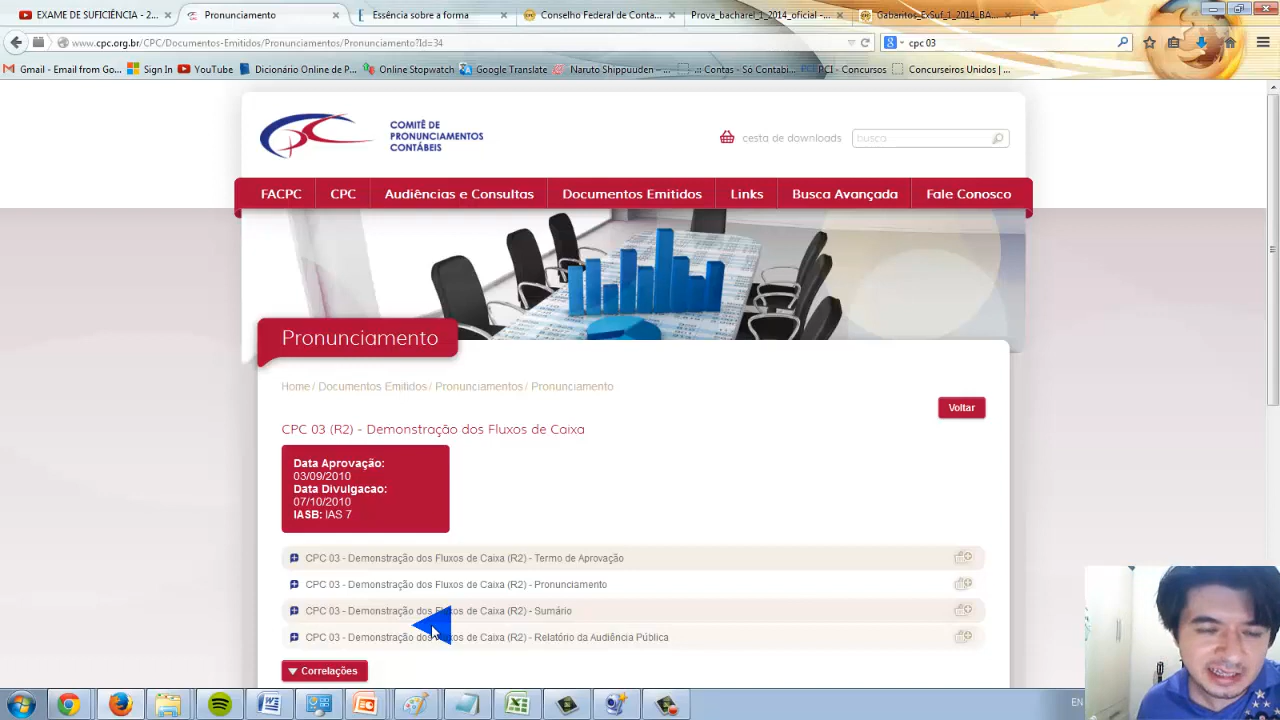 EXAME DE SUFICIÊNCIA - 2...
Pronunciamento
Essência sobre a forma
Conselho Federal de Conta...
Prova_bacharel_1_2014_oficial -...
Gabaritos_ExSuf_1_2014_BA...
www.cpc.org.br/CPC/Documentos-Emitidos/Pronunciamentos/Pronunciamento?Id=34
cpc 03
Gmail - Email from G...
Sign In
YouTube
Dicionário Online de P...
Online Stopwatch
Google Transla...
Naruto Shippuuden – ...
.:: Contas - Só Contábi...
PCI - Concursos
Concurseiros Unidos | ...
COMITÊ DE
PRONUNCIAMENTOS
CONTÁBEIS
cesta de downloads
busca
FACPC
CPC
Audiências e Consultas
Documentos Emitidos
Links
Busca Avançada
Fale Conosco
Pronunciamento
Home / Documentos Emitidos / Pronunciamentos / Pronunciamento
Voltar
CPC 03 (R2) - Demonstração dos Fluxos de Caixa
Data Aprovação:
03/09/2010
Data Divulgacao:
07/10/2010
IASB: IAS 7
CPC 03 - Demonstração dos Fluxos de Caixa (R2) - Termo de Aprovação
CPC 03 - Demonstração dos Fluxos de Caixa (R2) - Pronunciamento
CPC 03 - Demonstração dos Fluxos de Caixa (R2) - Sumário
CPC 03 - Demonstração dos Fluxos de Caixa (R2) - Relatório da Audiência Pública
Correlações
EN